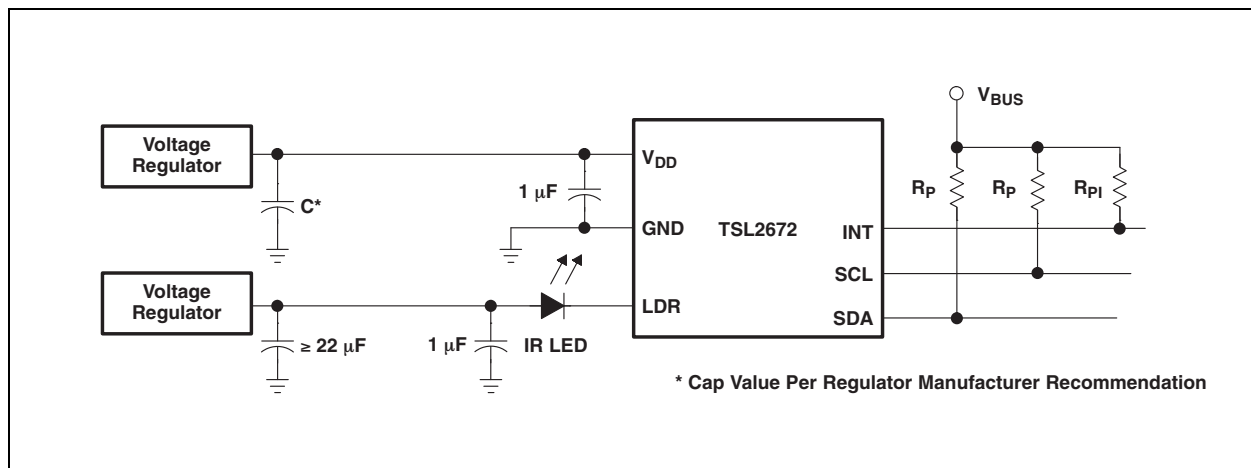 V_BUS
Voltage
Regulator
V_DD
R_P
R_P
R_PI
1 μF
C*
GND
TSL2672
INT
SCL
Voltage
Regulator
LDR
SDA
≥ 22 μF
1 μF
IR LED
* Cap Value Per Regulator Manufacturer Recommendation